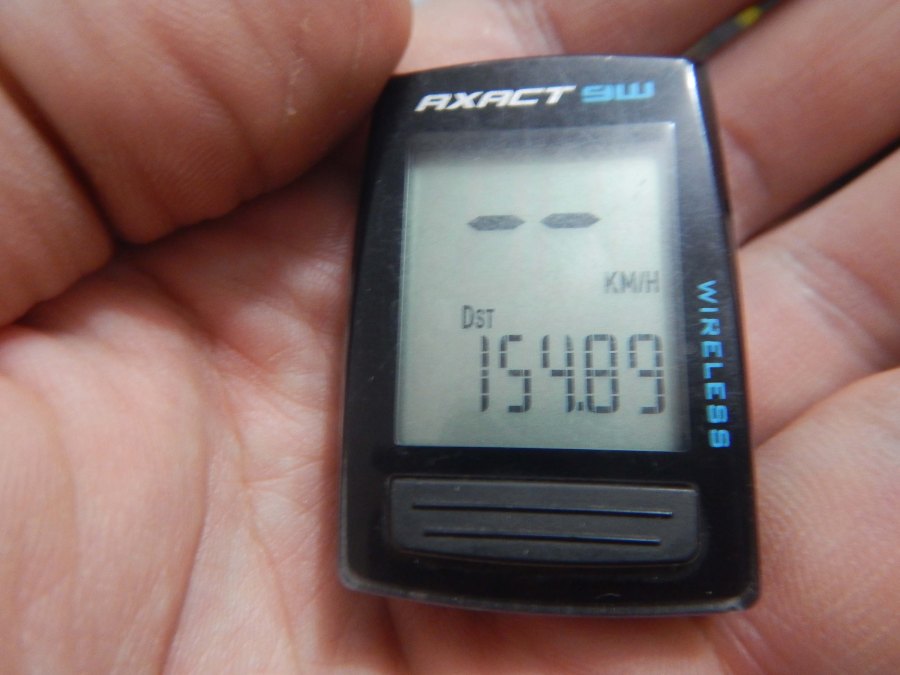 AXACT 9W
--
KM/H
DST
154.89
WIRELESS